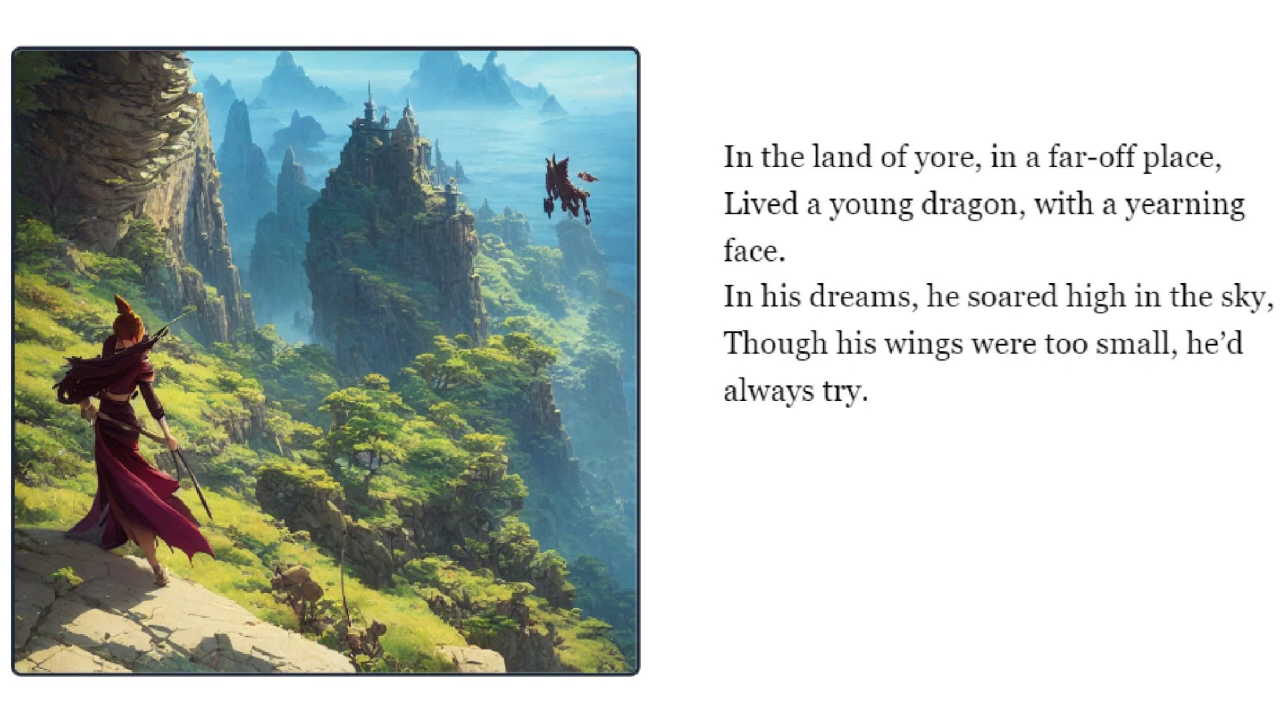 In the land of yore, in a far-off place,
Lived a young dragon, with a yearning
face.
In his dreams, he soared high in the sky,
Though his wings were too small, he’d
always try.